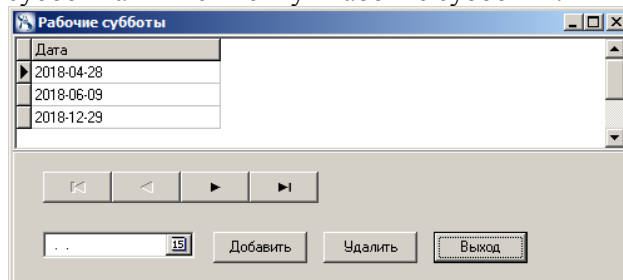 Рабочие субботы
Дата
2018-04-28
2018-06-09
2018-12-29
. . 15
Добавить Удалить Выход